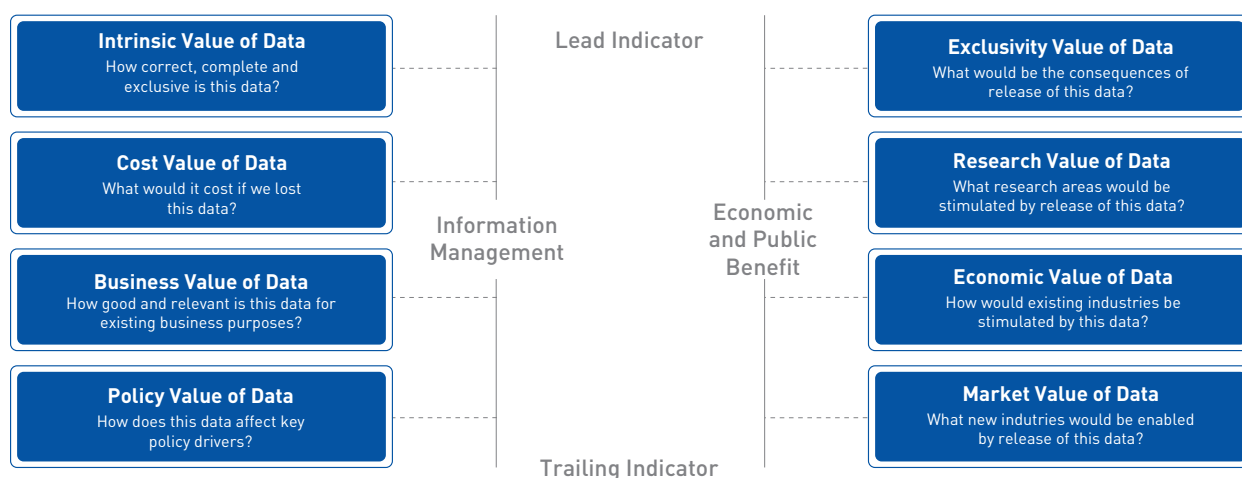 Lead Indicator
Intrinsic Value of Data
How correct, complete and
exclusive is this data?
Cost Value of Data
What would it cost if we lost
this data?
Business Value of Data
How good and relevant is this data for
existing business purposes?
Policy Value of Data
How does this data affect key
policy drivers?
Information
Management
Economic
and Public
Benefit
Exclusivity Value of Data
What would be the consequences of
release of this data?
Research Value of Data
What research areas would be
stimulated by release of this data?
Economic Value of Data
How would existing industries be
stimulated by this data?
Market Value of Data
What new indutries would be enabled
by release of this data?
Trailing Indicator